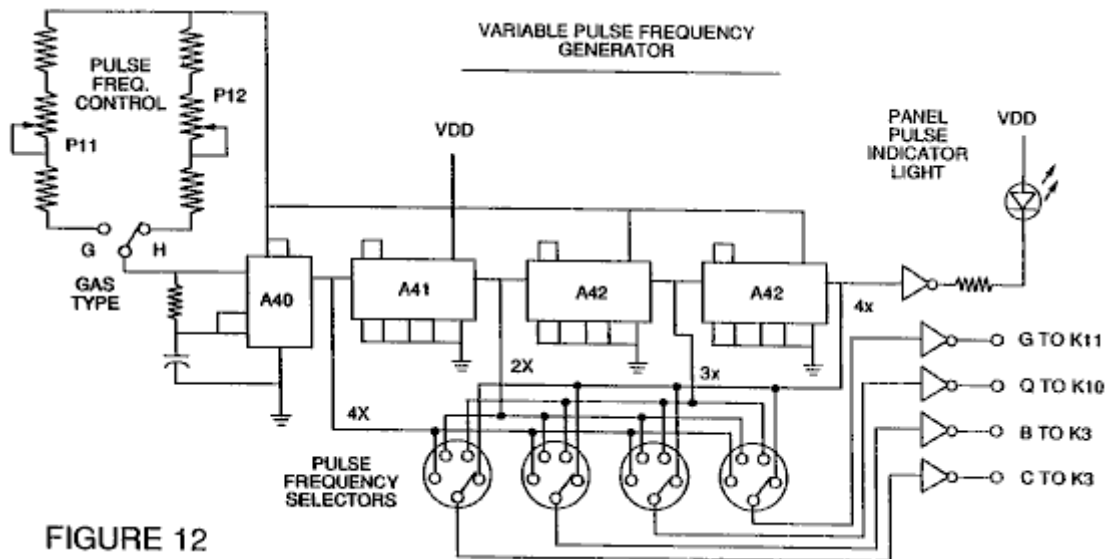 VARIABLE PULSE FREQUENCY
GENERATOR
PULSE
FREQ.
CONTROL
P12
P11
VDD
PANEL
PULSE
INDICATOR
LIGHT
VDD
G
H
GAS
TYPE
A40
A41
A42
A42
4x
2X
3x
4X
G TO K11
Q TO K10
B TO K3
C TO K3
PULSE
FREQUENCY
SELECTORS
FIGURE 12